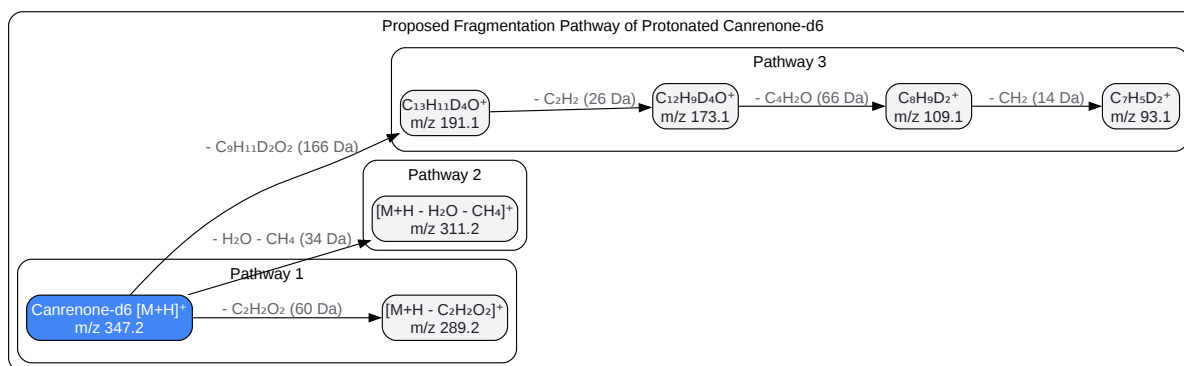 Proposed Fragmentation Pathway of Protonated Canrenone-d6
Pathway 3
C₁₃H₁₁D₄O⁺
m/z 191.1
- C₂H₂ (26 Da)
C₁₂H₉D₄O⁺
m/z 173.1
- C₄H₂O (66 Da)
C₈H₉D₂⁺
m/z 109.1
- CH₂ (14 Da)
C₇H₅D₂⁺
m/z 93.1
- C₉H₁₁D₂O₂ (166 Da)
Pathway 2
[M+H - H₂O - CH₄]⁺
m/z 311.2
- H₂O - CH₄ (34 Da)
Pathway 1
Canrenone-d6 [M+H]⁺
m/z 347.2
- C₂H₂O₂ (60 Da)
[M+H - C₂H₂O₂]⁺
m/z 289.2